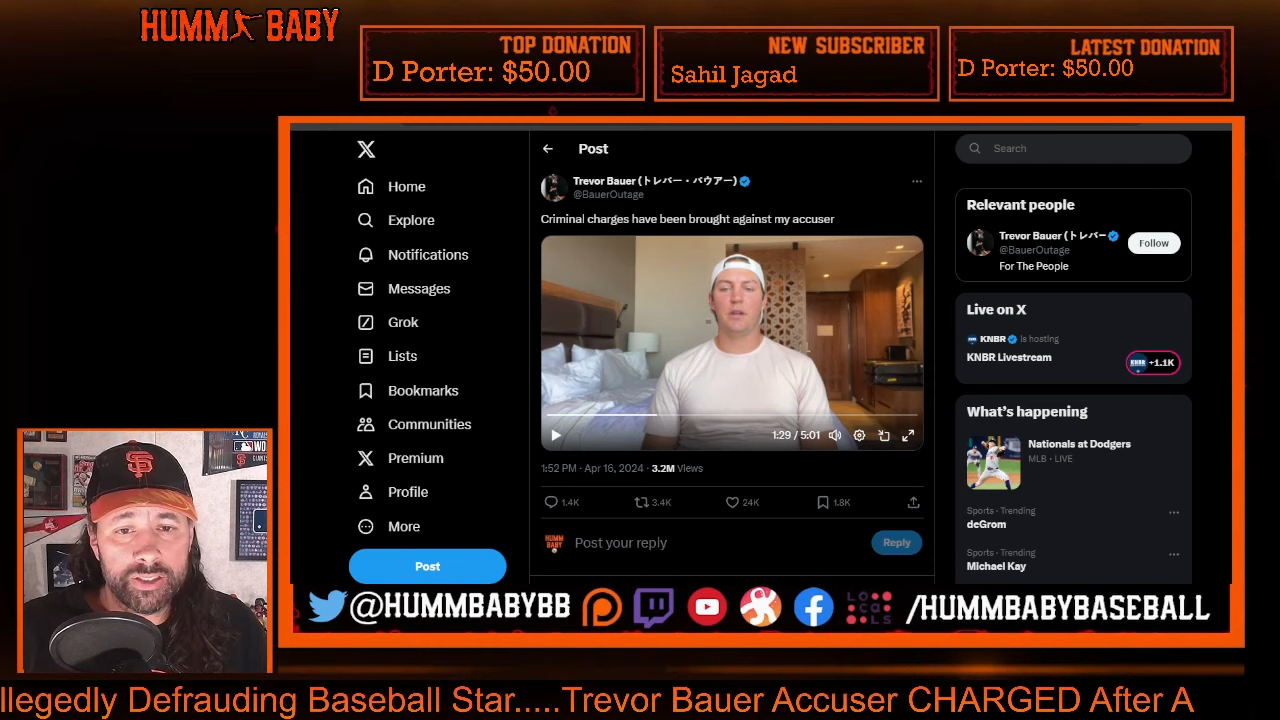 HUMM BABY
TOP DONATION
D Porter: $50.00
NEW SUBSCRIBER
Sahil Jagad
LATEST DONATION
D Porter: $50.00
Home
Explore
Notifications
Messages
Grok
Lists
Bookmarks
Communities
Premium
Profile
More
Post
Post
Trevor Bauer (トレバー・バウアー)
@BauerOutage
Criminal charges have been brought against my accuser
1:29 / 5:01
1:52 PM · Apr 16, 2024 · 3.2M Views
1.4K 3.4K 24K 1.8K
HUMM BABY
Post your reply
Reply
Search
Relevant people
Trevor Bauer (トレバー
@BauerOutage
For The People
Follow
Live on X
KNBR is hosting
KNBR Livestream
KNBR +1.1K
What's happening
Nationals at Dodgers
MLB · LIVE
Sports · Trending
deGrom
Sports · Trending
Michael Kay
SF
@HUMMBABYBB
LOCALS
/HUMMBABYBASEBALL
llegedly Defrauding Baseball Star.....Trevor Bauer Accuser CHARGED After A